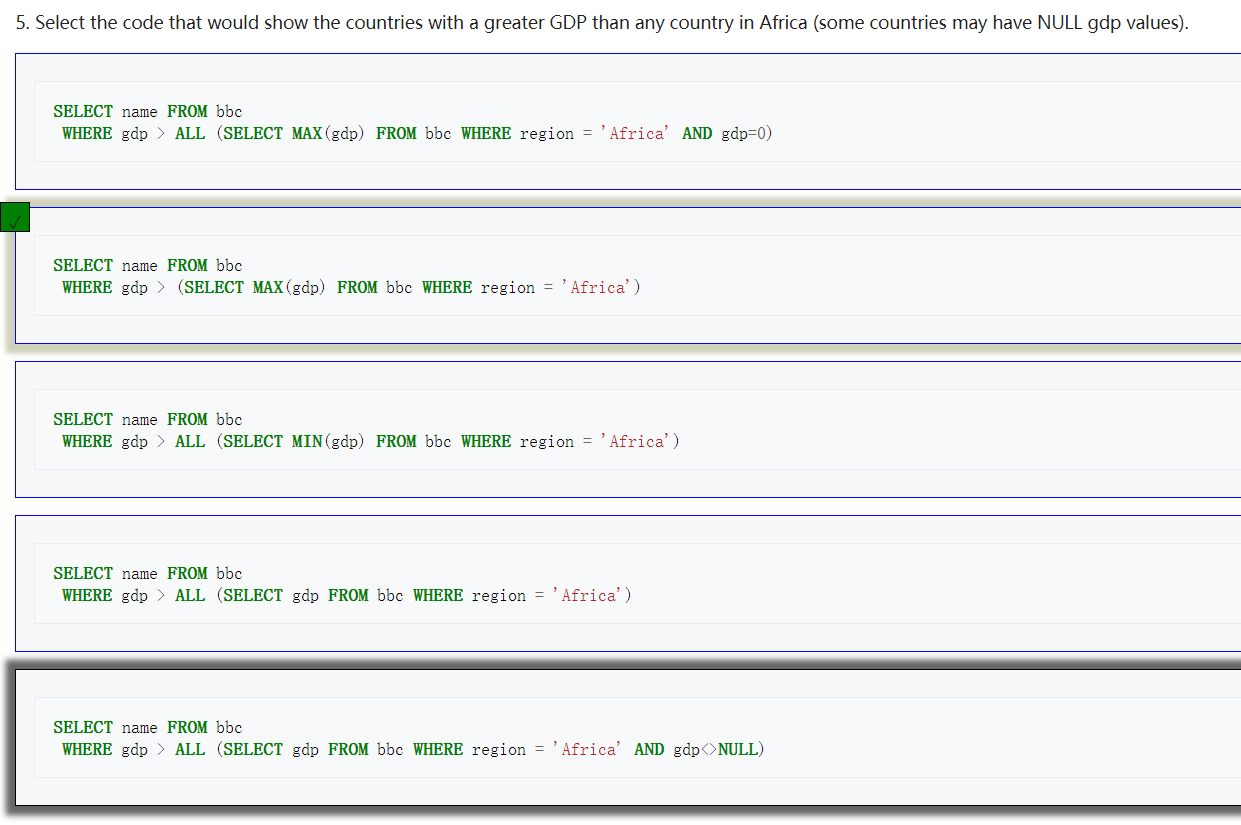 5. Select the code that would show the countries with a greater GDP than any country in Africa (some countries may have NULL gdp values).
SELECT name FROM bbc
WHERE gdp > ALL (SELECT MAX(gdp) FROM bbc WHERE region = 'Africa' AND gdp=0)
✓
SELECT name FROM bbc
WHERE gdp > (SELECT MAX(gdp) FROM bbc WHERE region = 'Africa')
SELECT name FROM bbc
WHERE gdp > ALL (SELECT MIN(gdp) FROM bbc WHERE region = 'Africa')
SELECT name FROM bbc
WHERE gdp > ALL (SELECT gdp FROM bbc WHERE region = 'Africa')
SELECT name FROM bbc
WHERE gdp > ALL (SELECT gdp FROM bbc WHERE region = 'Africa' AND gdp<>NULL)